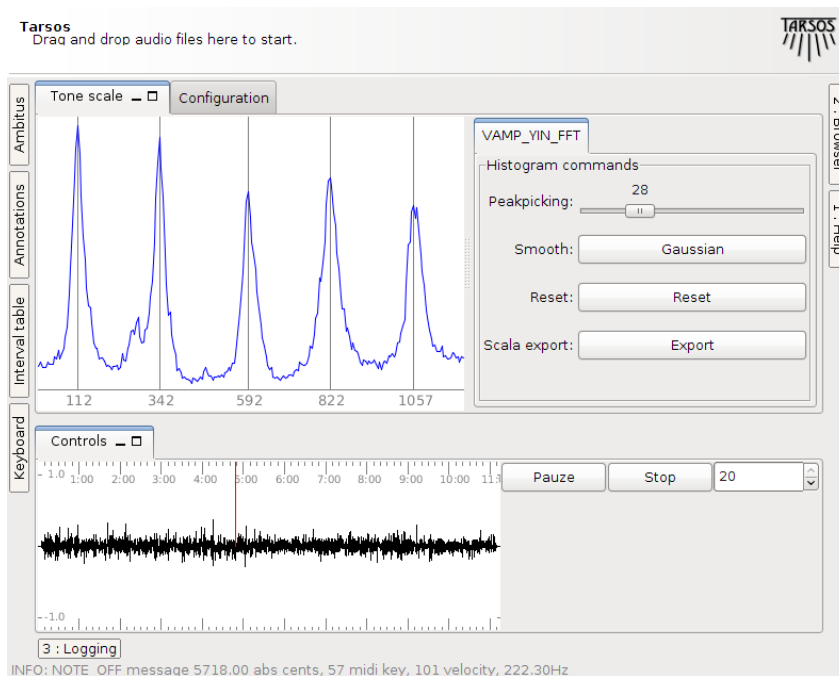 Tarsos
Drag and drop audio files here to start.
TARSOS
Ambitus
Annotations
Interval table
Keyboard
Tone scale
Configuration
112 342 592 822 1057
VAMP_YIN_FFT
Histogram commands
28
Peakpicking:
Smooth: Gaussian
Reset: Reset
Scala export: Export
2 : Browser
1 : Help
Controls
1.0 1:00 2:00 3:00 4:00 5:00 6:00 7:00 8:00 9:00 10:00
-1.0
Pauze Stop 20
3 : Logging
INFO: NOTE_OFF message 5718.00 abs cents, 57 midi key, 101 velocity, 222.30Hz